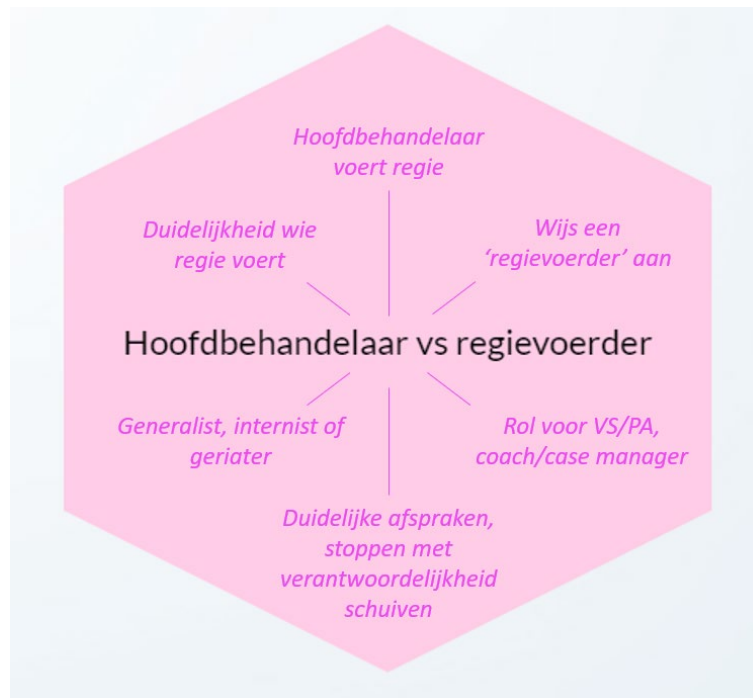 Hoofdbehandelaar
voert regie
Duidelijkheid wie
regie voert
Wijs een
‘regievoerder’ aan
Hoofdbehandelaar vs regievoerder
Generalist, internist of
geriater
Rol voor VS/PA,
coach/case manager
Duidelijke afspraken,
stoppen met
verantwoordelijkheid
schuiven